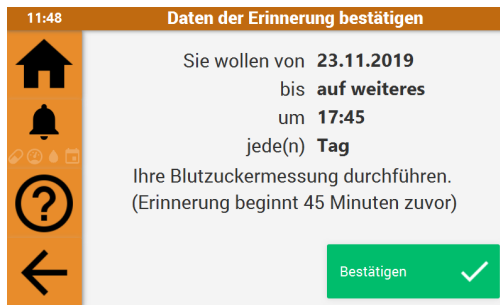 11:48 Daten der Erinnerung bestätigen
Sie wollen von 23.11.2019
bis auf weiteres
um 17:45
jede(n) Tag
Ihre Blutzuckermessung durchführen.
(Erinnerung beginnt 45 Minuten zuvor)
Bestätigen